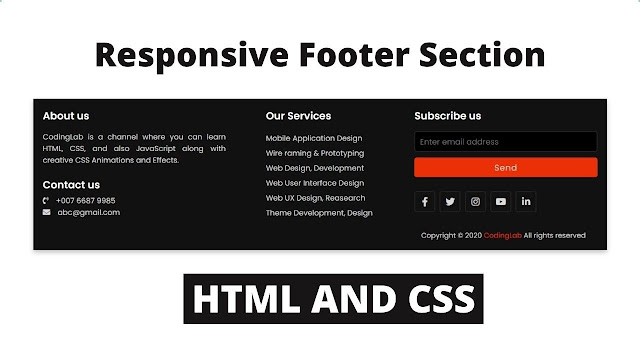 Responsive Footer Section
About us
CodingLab is a channel where you can learn
HTML, CSS, and also JavaScript along with
creative CSS Animations and Effects.
Contact us
+007 6687 9985
abc@gmail.com
Our Services
Mobile Application Design
Wire raming & Prototyping
Web Design, Development
Web User Interface Design
Web UX Design, Reasearch
Theme Development, Design
Subscribe us
Enter email address
Send
Copyright © 2020 CodingLab All rights reserved
HTML AND CSS